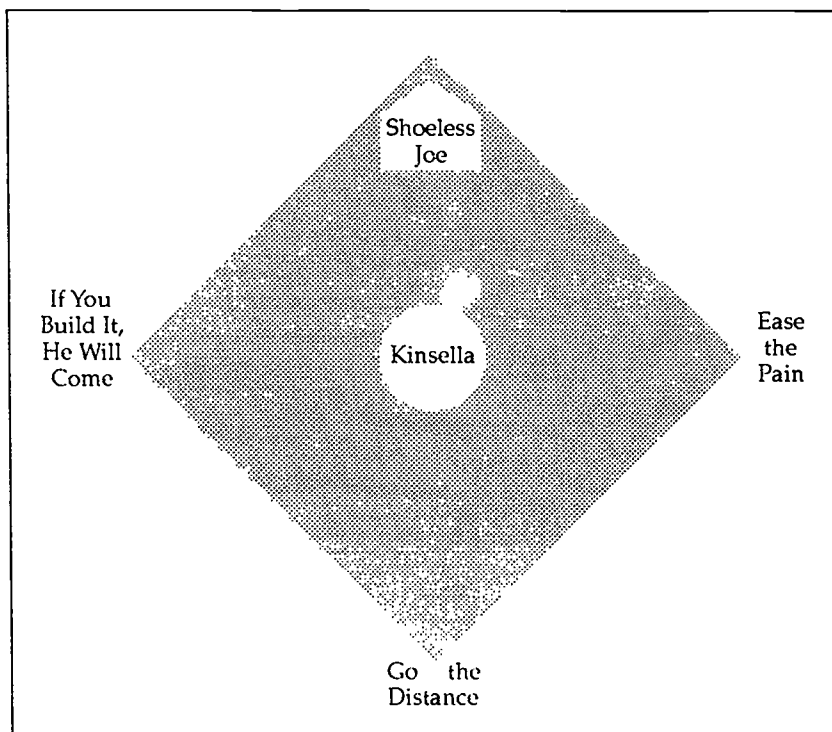 Shoeless
Joe
If You
Build It,
He Will
Come
Kinsella
Ease
the
Pain
Go the
Distance